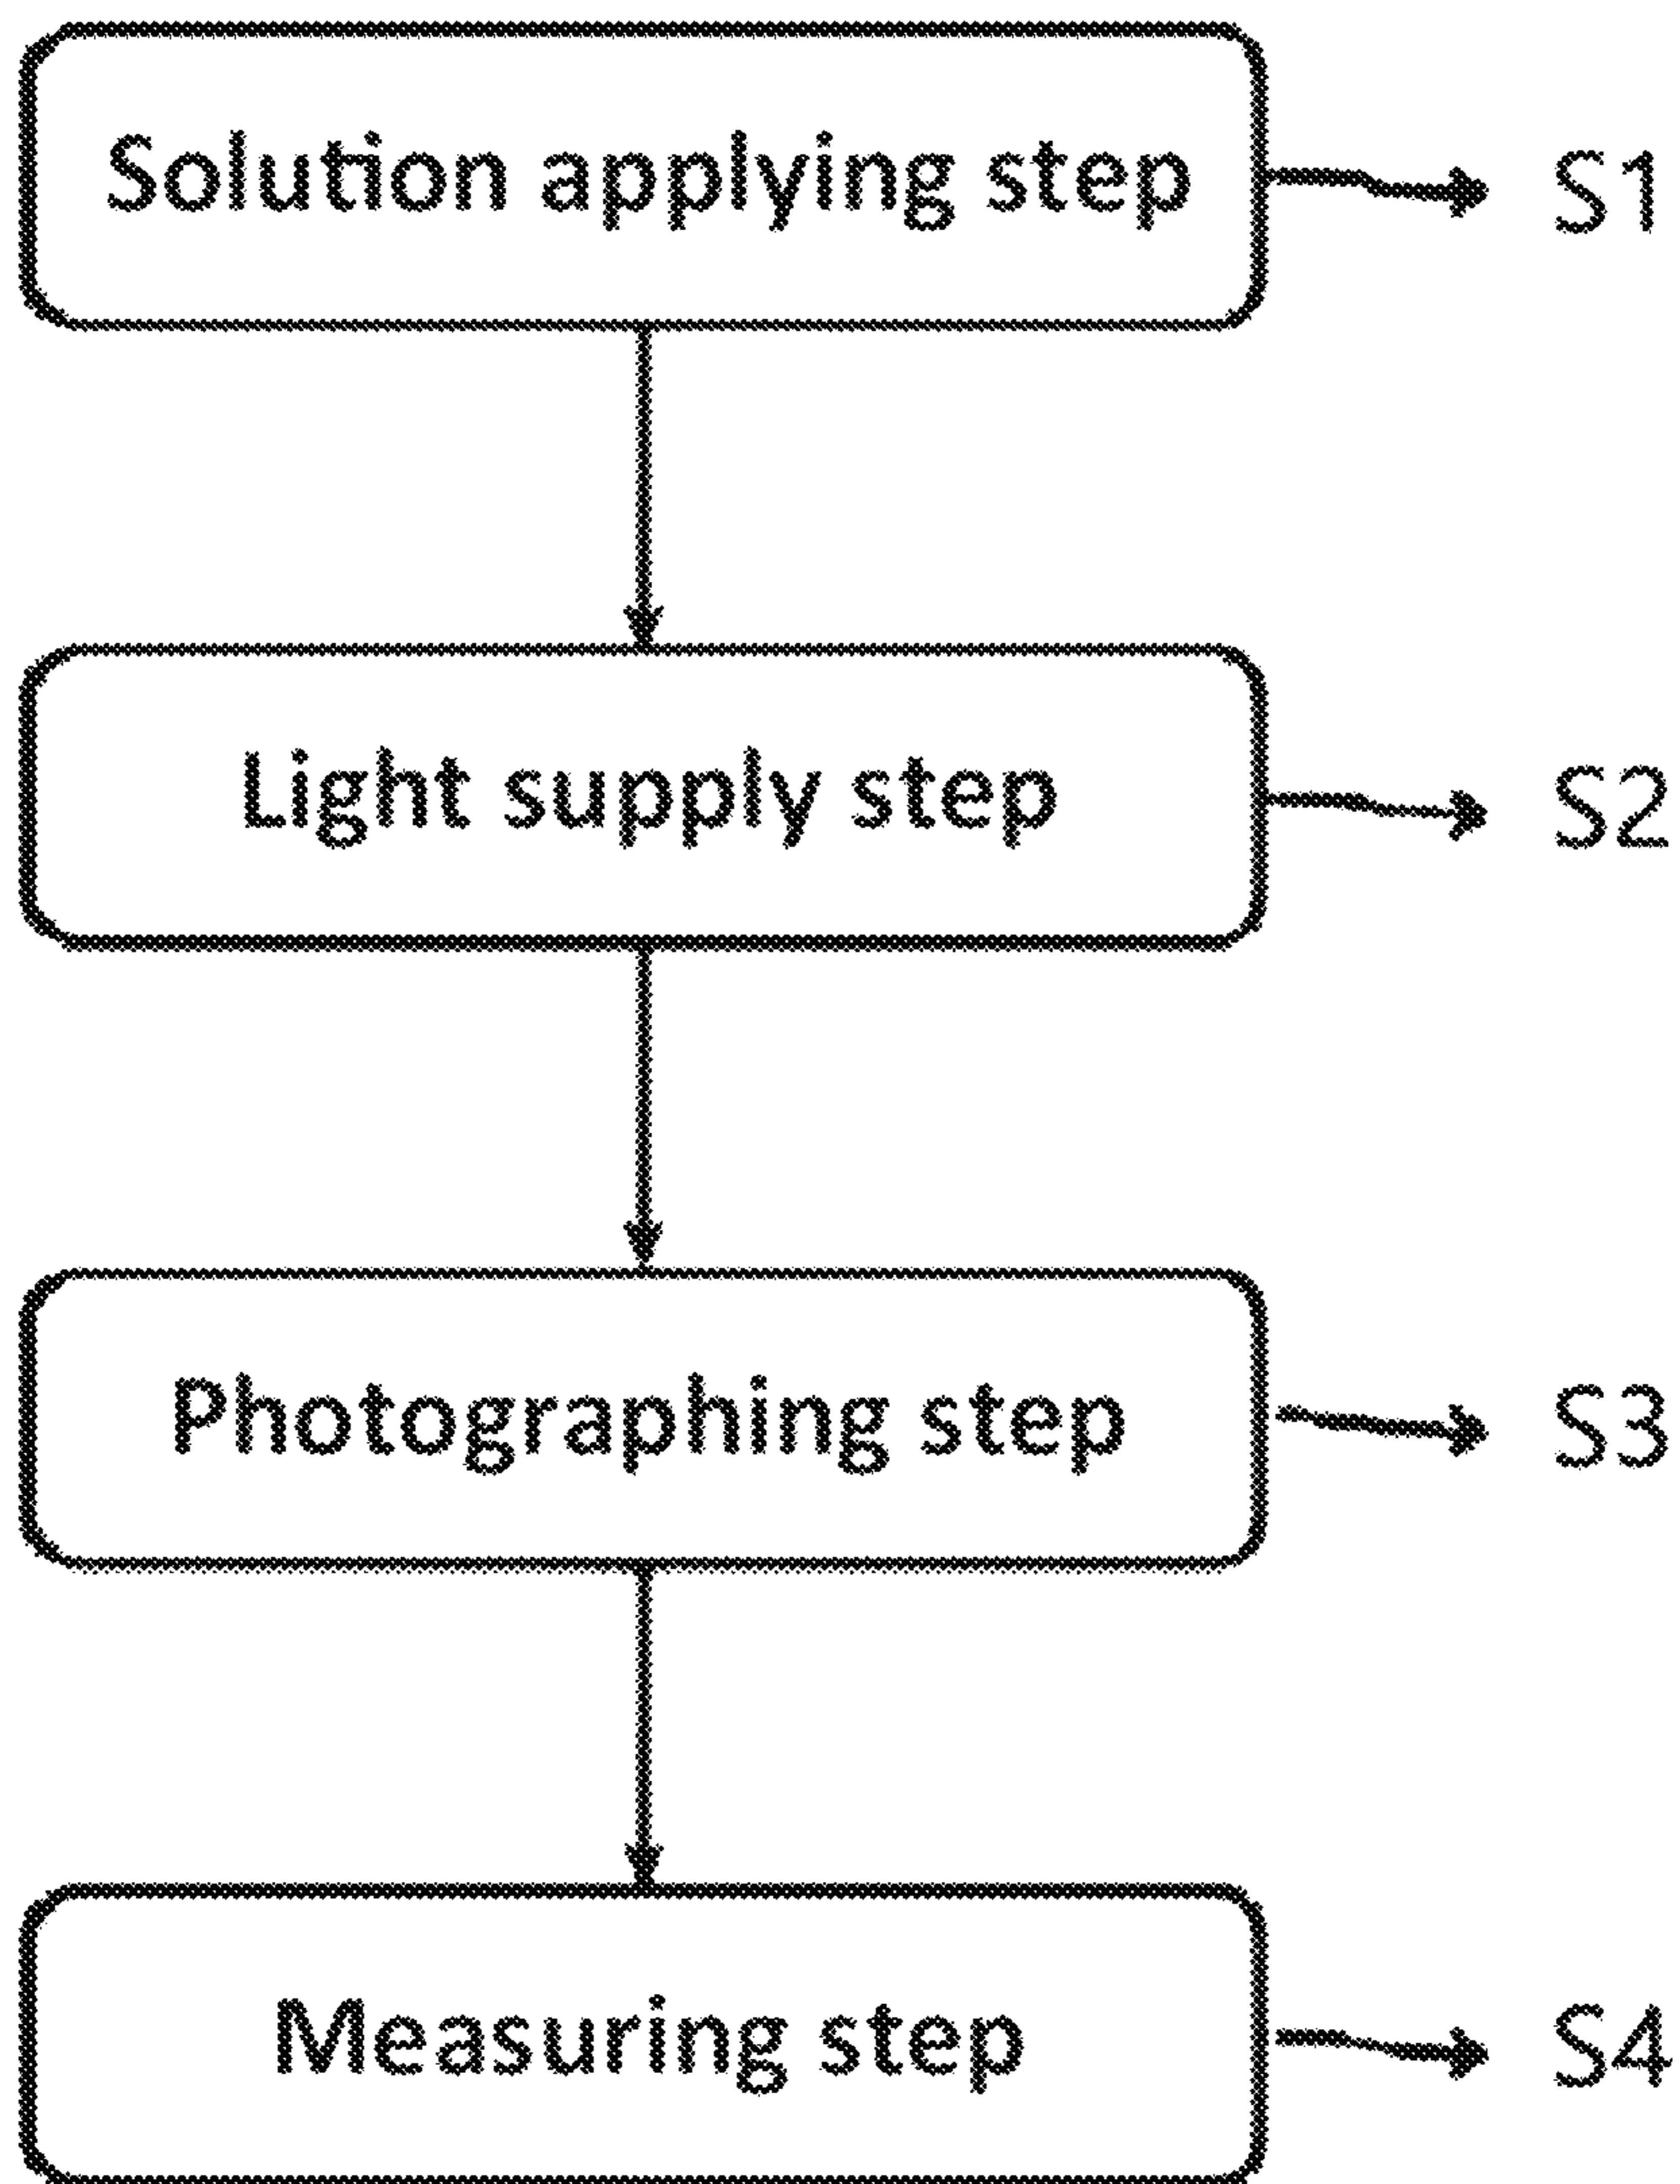 Solution applying step
S1
Light supply step
S2
Photographing step
S3
Measuring step
S4